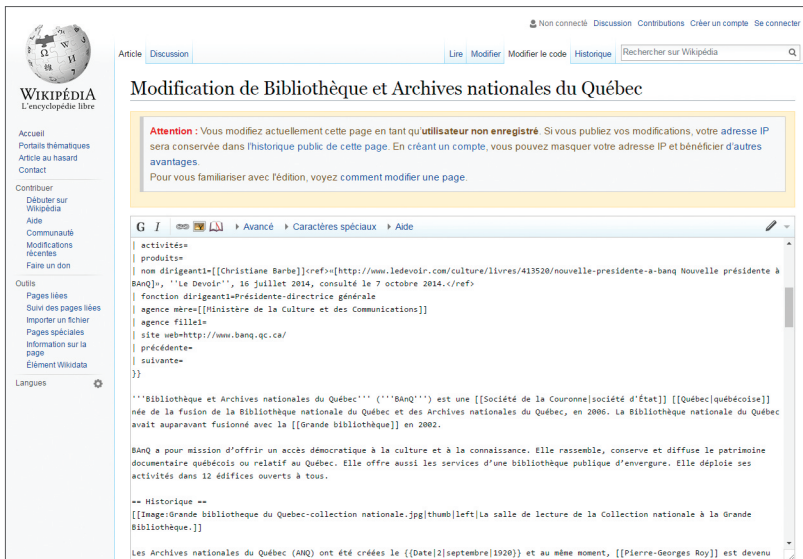 Non connecté Discussion Contributions Créer un compte Se connecter
Article Discussion
Lire Modifier Modifier le code Historique Rechercher sur Wikipédia
WIKIPÉDIA
L'encyclopédie libre
Accueil
Portails thématiques
Article au hasard
Contact
Contribuer
Débuter sur
Wikipédia
Aide
Communauté
Modifications
récentes
Faire un don
Outils
Pages liées
Suivi des pages liées
Importer un fichier
Pages spéciales
Information sur la
page
Élément Wikidata
Langues
Modification de Bibliothèque et Archives nationales du Québec
Attention : Vous modifiez actuellement cette page en tant qu'utilisateur non enregistré. Si vous publiez vos modifications, votre adresse IP
sera conservée dans l'historique public de cette page. En créant un compte, vous pouvez masquer votre adresse IP et bénéficier d'autres
avantages.
Pour vous familiariser avec l'édition, voyez comment modifier une page.
G I Avancé Caractères spéciaux Aide
| activités=
| produits=
| nom dirigeant1=[[Christiane Barbe]]<ref>«[http://www.ledevoir.com/culture/livres/413520/nouvelle-presidente-a-banq Nouvelle présidente à
BAnQ]», ''Le Devoir'', 16 juillet 2014, consulté le 7 octobre 2014.</ref>
| fonction dirigeant1=Présidente-directrice générale
| agence mère=[[Ministère de la Culture et des Communications]]
| agence fille1=
| site web=http://www.banq.qc.ca/
| précédente=
| suivante=
}}
'''Bibliothèque et Archives nationales du Québec''' ('''BAnQ''') est une [[Société de la Couronne|société d'État]] [[Québec|québécoise]]
née de la fusion de la Bibliothèque nationale du Québec et des Archives nationales du Québec, en 2006. La Bibliothèque nationale du Québec
avait auparavant fusionné avec la [[Grande bibliothèque]] en 2002.
BAnQ a pour mission d'offrir un accès démocratique à la culture et à la connaissance. Elle rassemble, conserve et diffuse le patrimoine
documentaire québécois ou relatif au Québec. Elle offre aussi les services d'une bibliothèque publique d'envergure. Elle déploie ses
activités dans 12 édifices ouverts à tous.
== Historique ==
[[Image:Grande bibliotheque du Quebec-collection nationale.jpg|thumb|left|La salle de lecture de la Collection nationale à la Grande
Bibliothèque.]]
Les Archives nationales du Québec (ANQ) ont été créées le {{Date|2|septembre|1920}} et au même moment, [[Pierre-Georges Roy]] est devenu